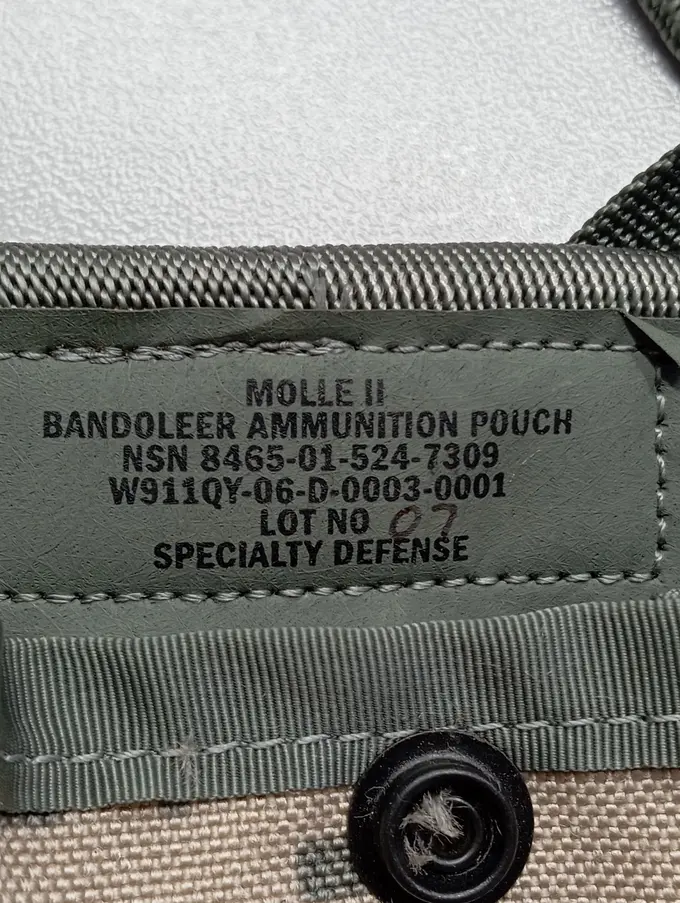 MOLLE II
BANDOLEER AMMUNITION POUCH
NSN 8465-01-524-7309
W911QY-06-D-0003-0001
LOT NO 07
SPECIALTY DEFENSE